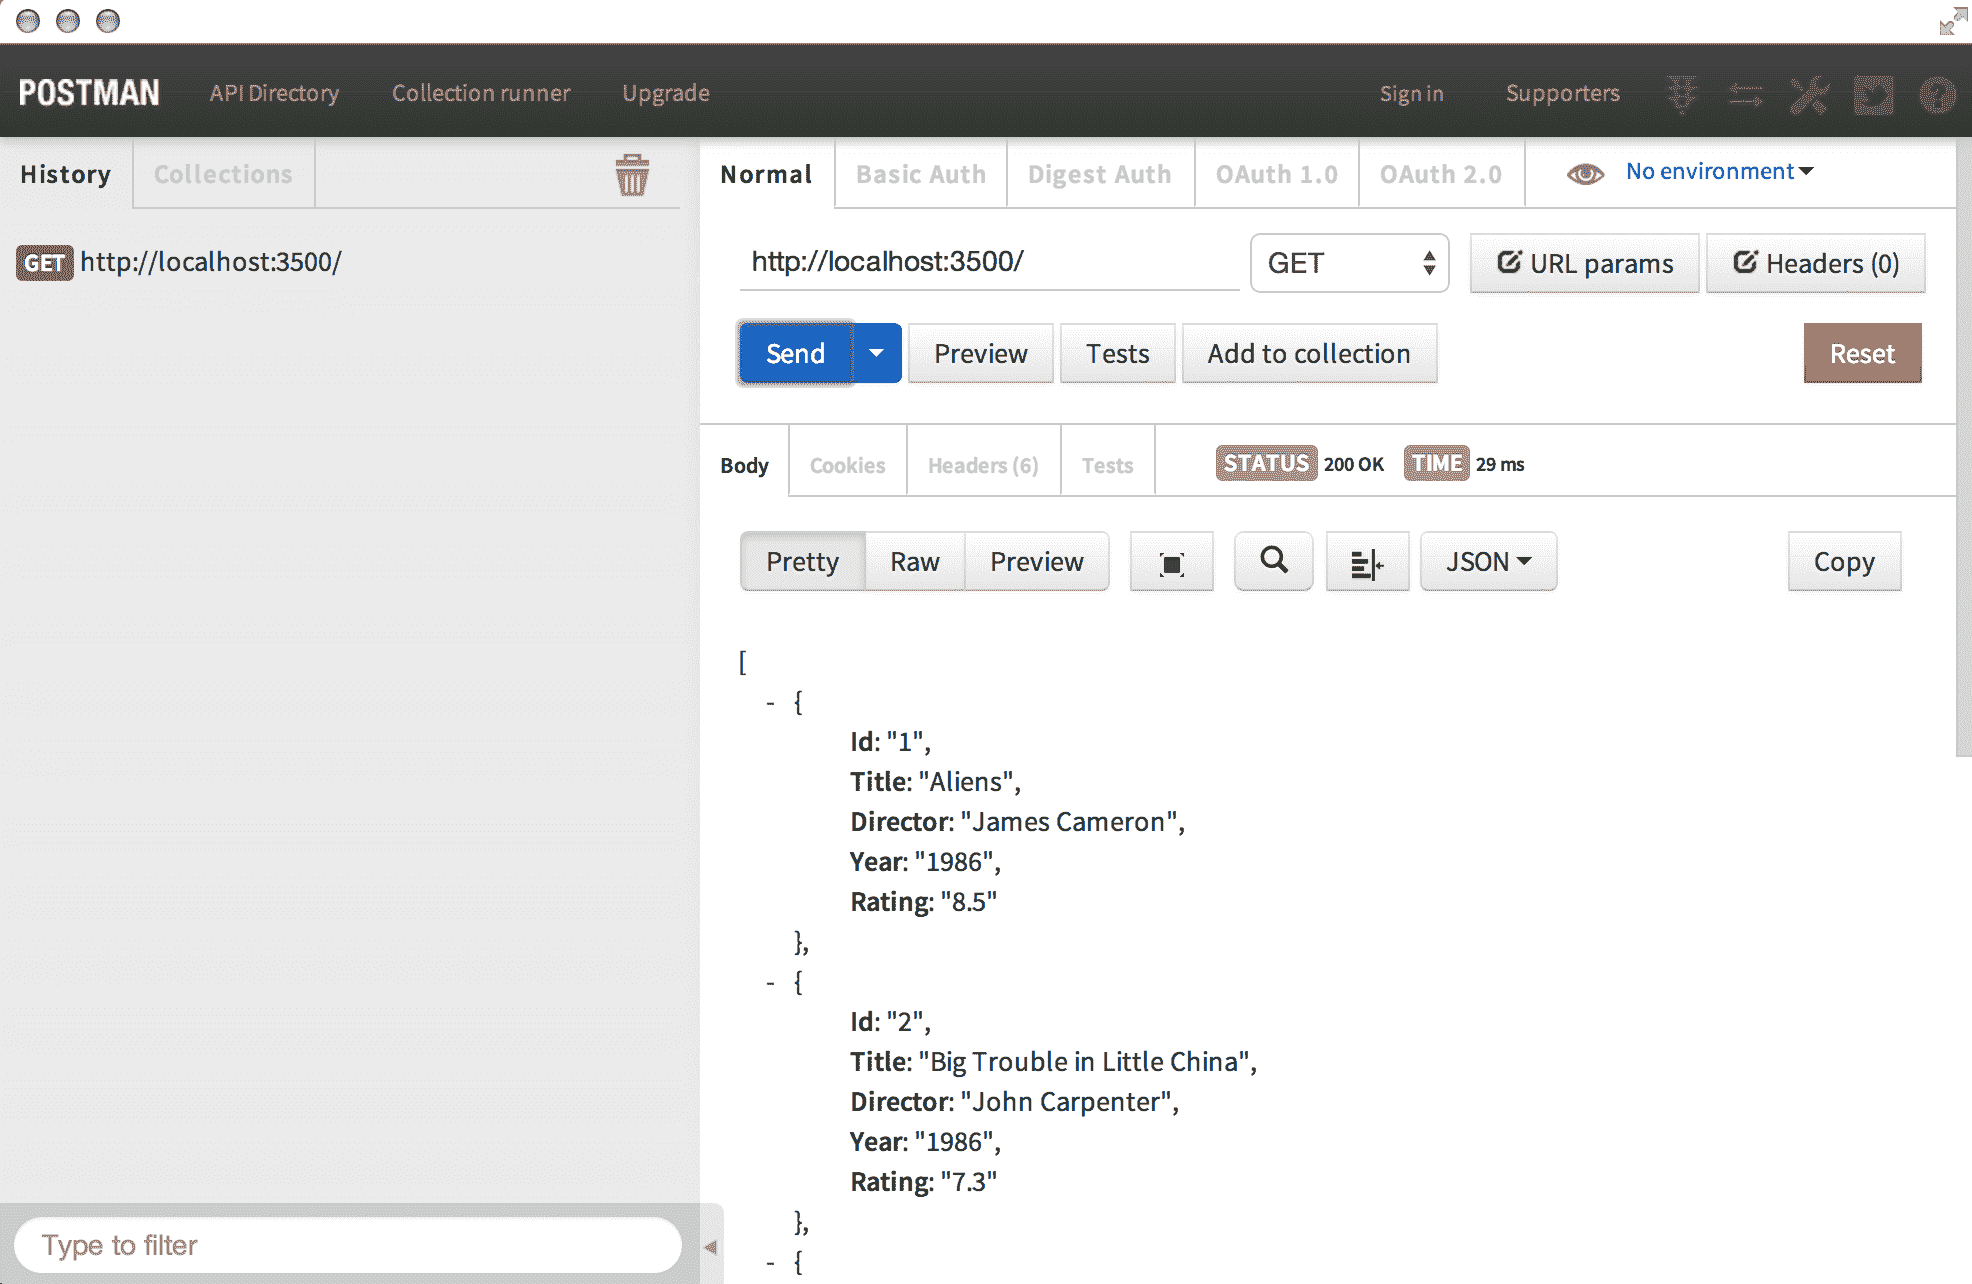 POSTMAN API Directory Collection runner Upgrade Sign in Supporters
History Collections
GET http://localhost:3500/
Type to filter
Normal Basic Auth Digest Auth OAuth 1.0 OAuth 2.0 No environment
http://localhost:3500/ GET URL params Headers (0)
Send Preview Tests Add to collection Reset
Body Cookies Headers (6) Tests STATUS 200 OK TIME 29 ms
Pretty Raw Preview JSON Copy
[
- {
Id: "1",
Title: "Aliens",
Director: "James Cameron",
Year: "1986",
Rating: "8.5"
},
- {
Id: "2",
Title: "Big Trouble in Little China",
Director: "John Carpenter",
Year: "1986",
Rating: "7.3"
},
- {